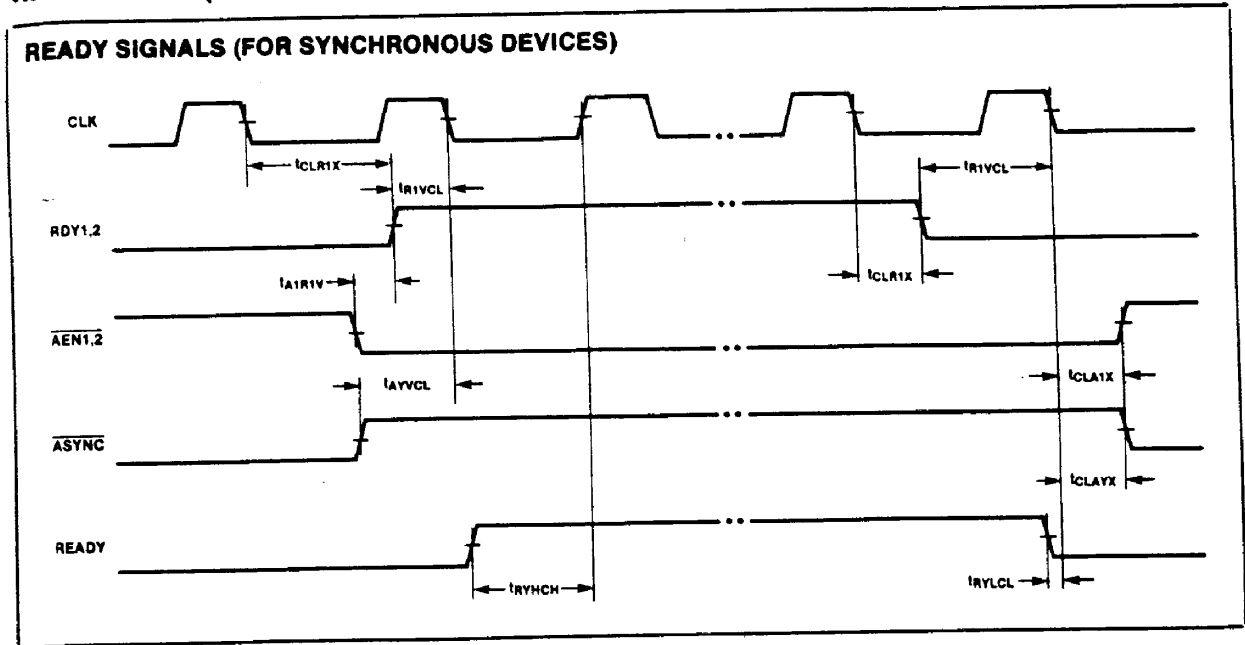 READY SIGNALS (FOR SYNCHRONOUS DEVICES)
CLK
tCLR1X
tR1VCL
tR1VCL
RDY1,2
tA1R1V
tCLR1X
AEN1,2
tAYVCL
tCLA1X
ASYNC
tCLAYX
READY
tRYHCH
tRYLCL